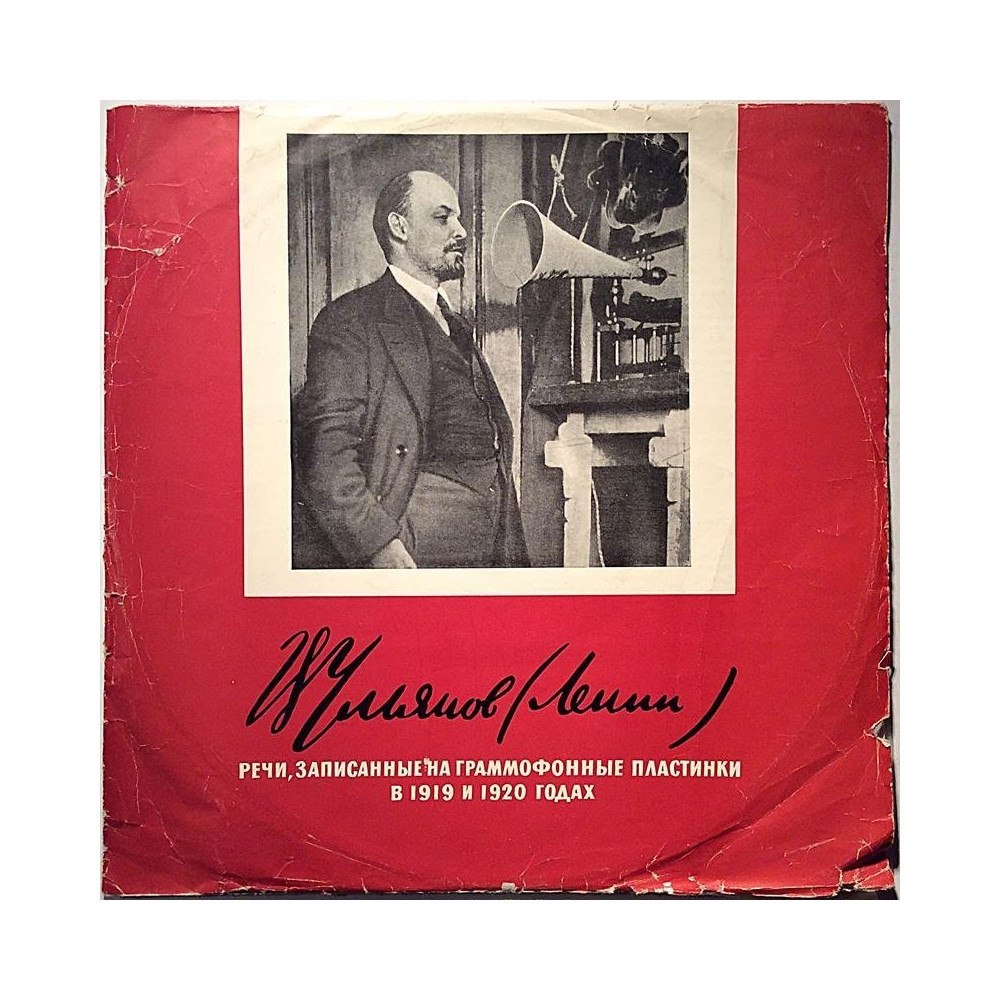 В Ульянов (Ленин)
РЕЧИ, ЗАПИСАННЫЕ НА ГРАММОФОННЫЕ ПЛАСТИНКИ
В 1919 И 1920 ГОДАХ